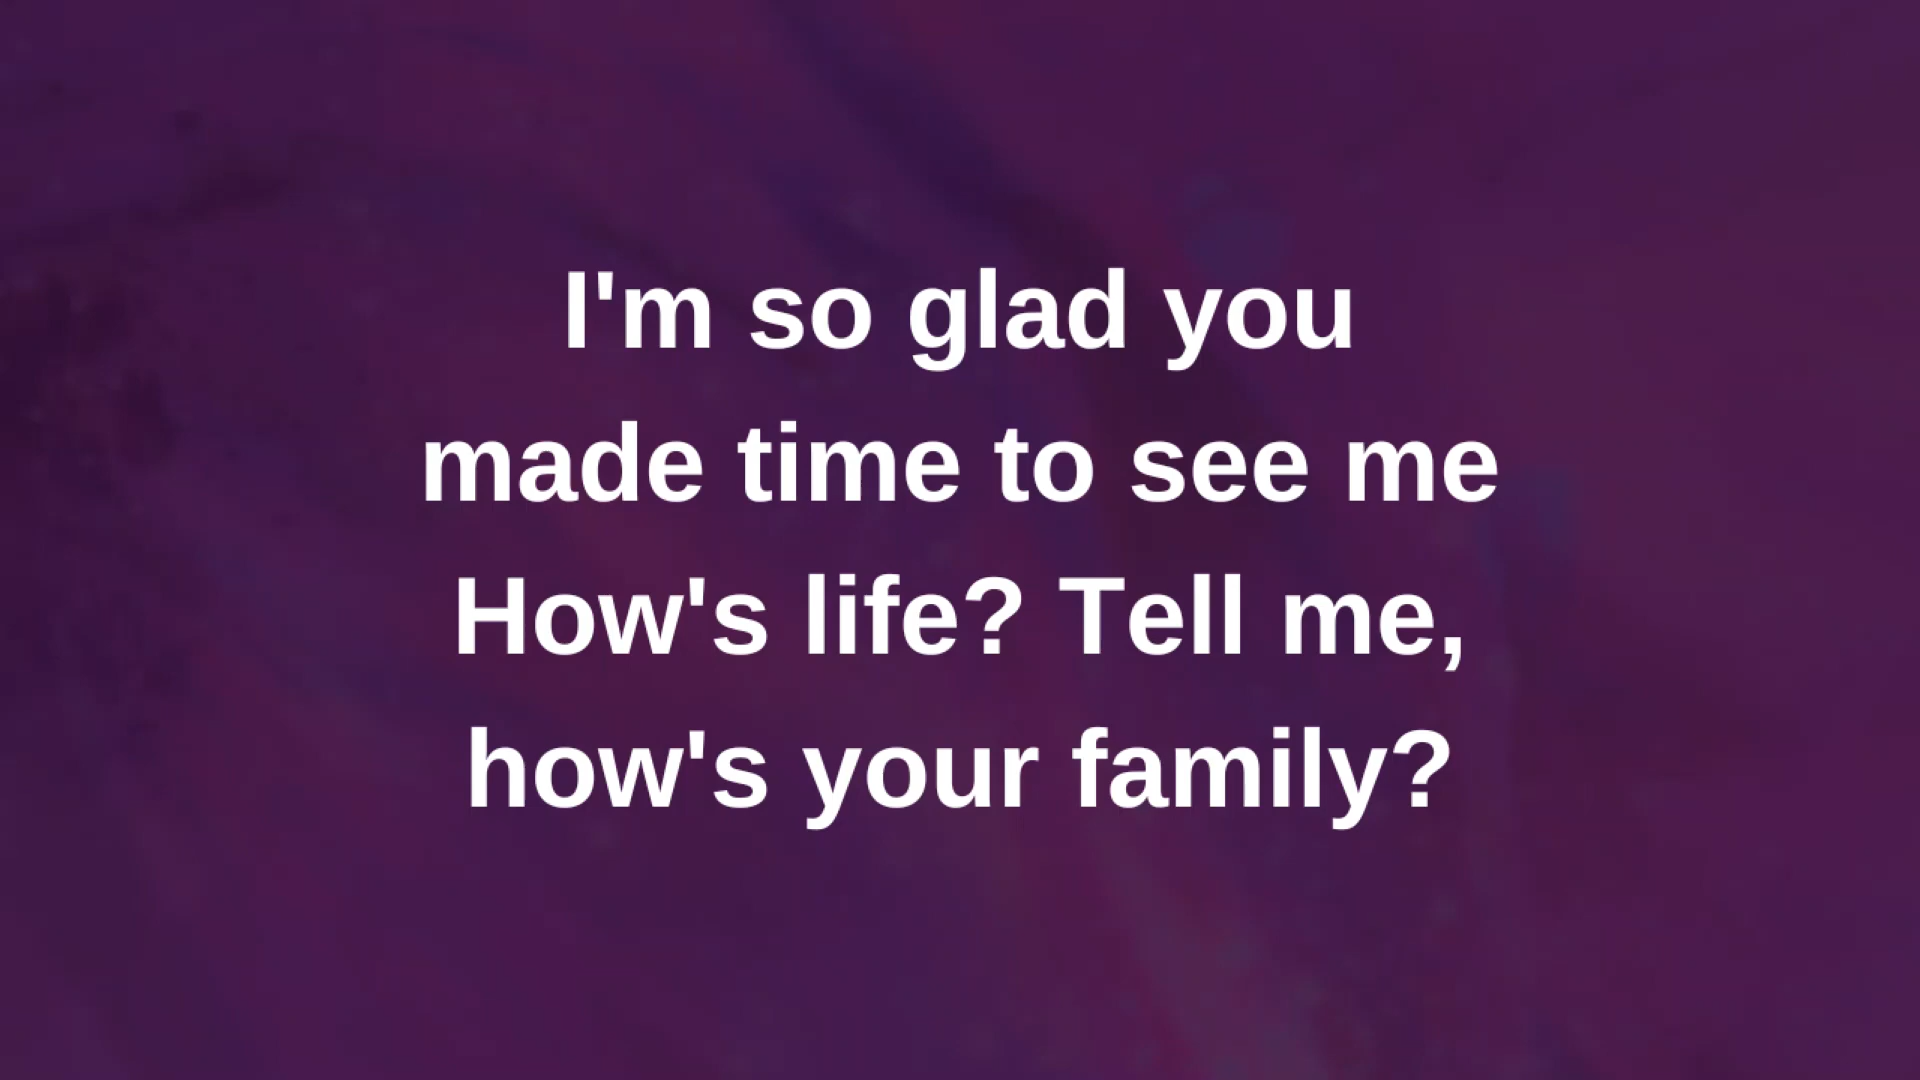 I'm so glad you
made time to see me
How's life? Tell me,
how's your family?